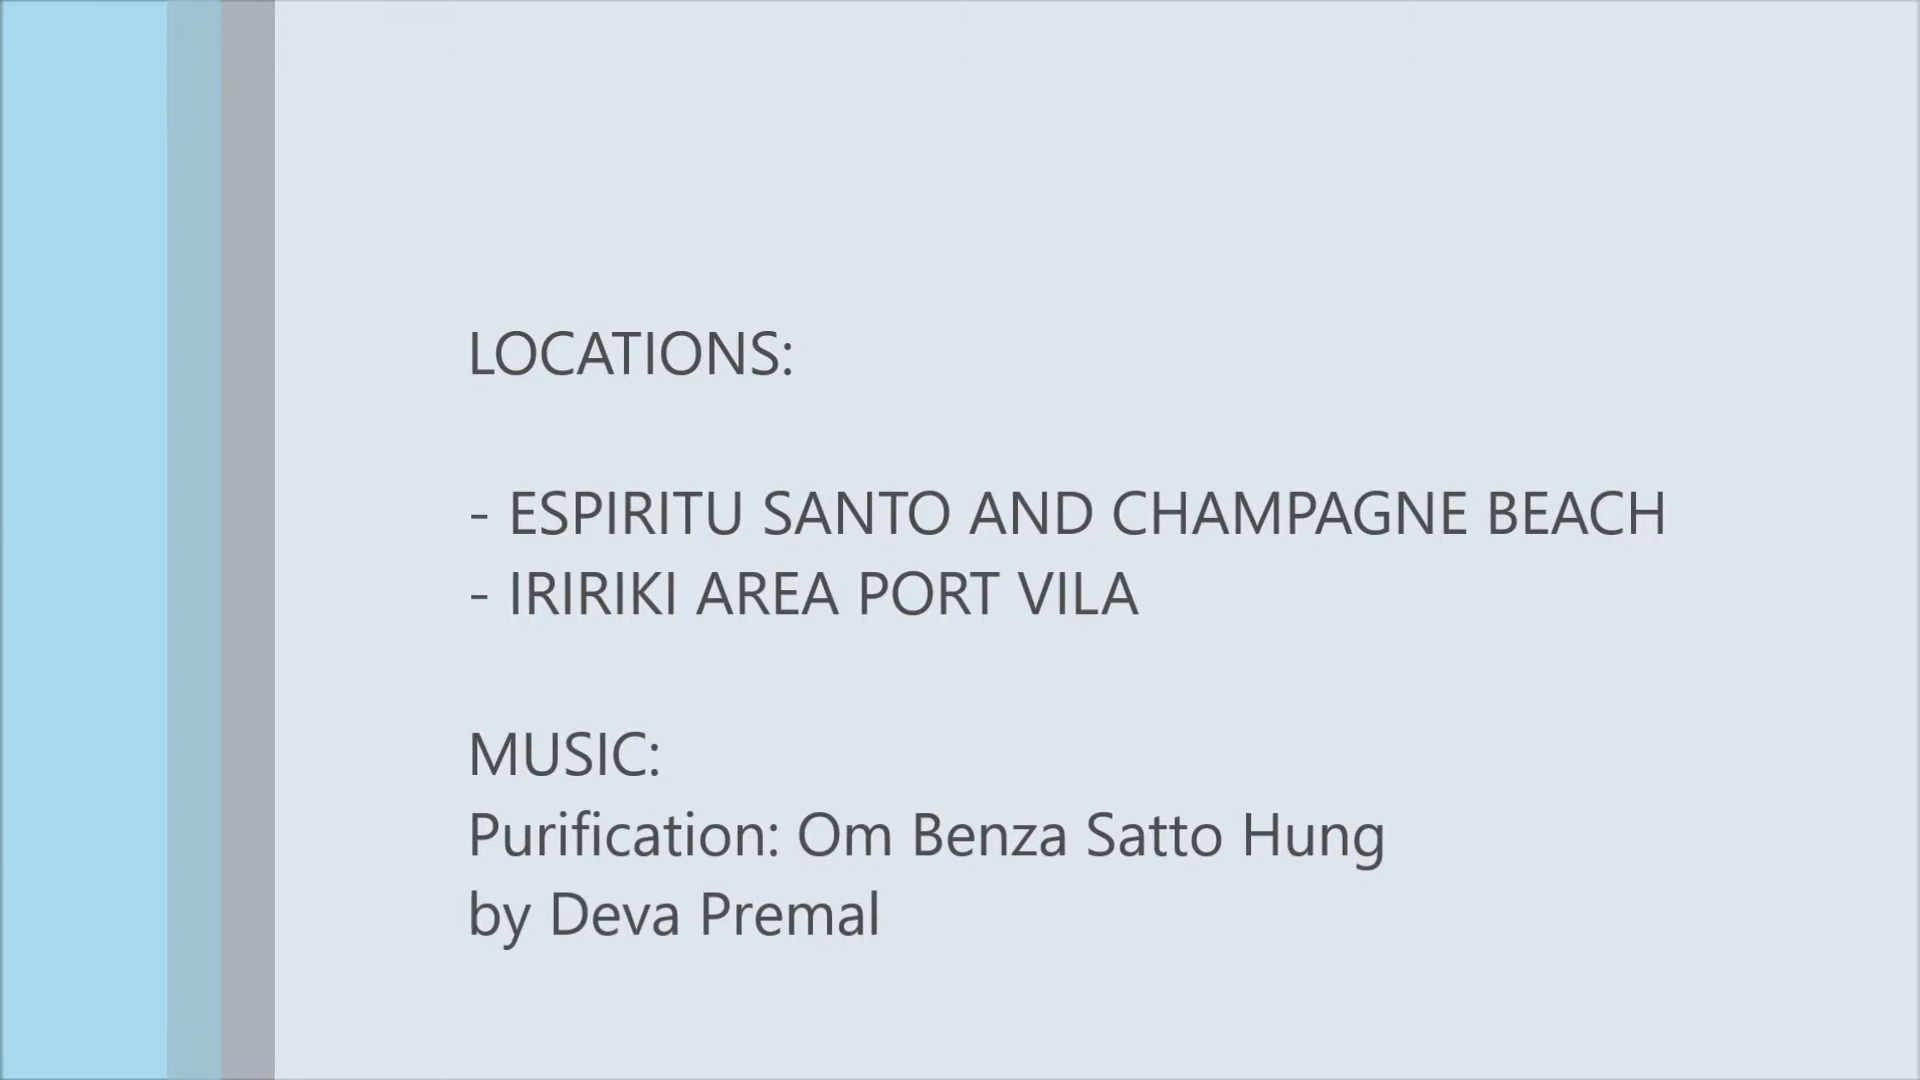 LOCATIONS:
- ESPIRITU SANTO AND CHAMPAGNE BEACH
- IRIRIKI AREA PORT VILA
MUSIC:
Purification: Om Benza Satto Hung
by Deva Premal